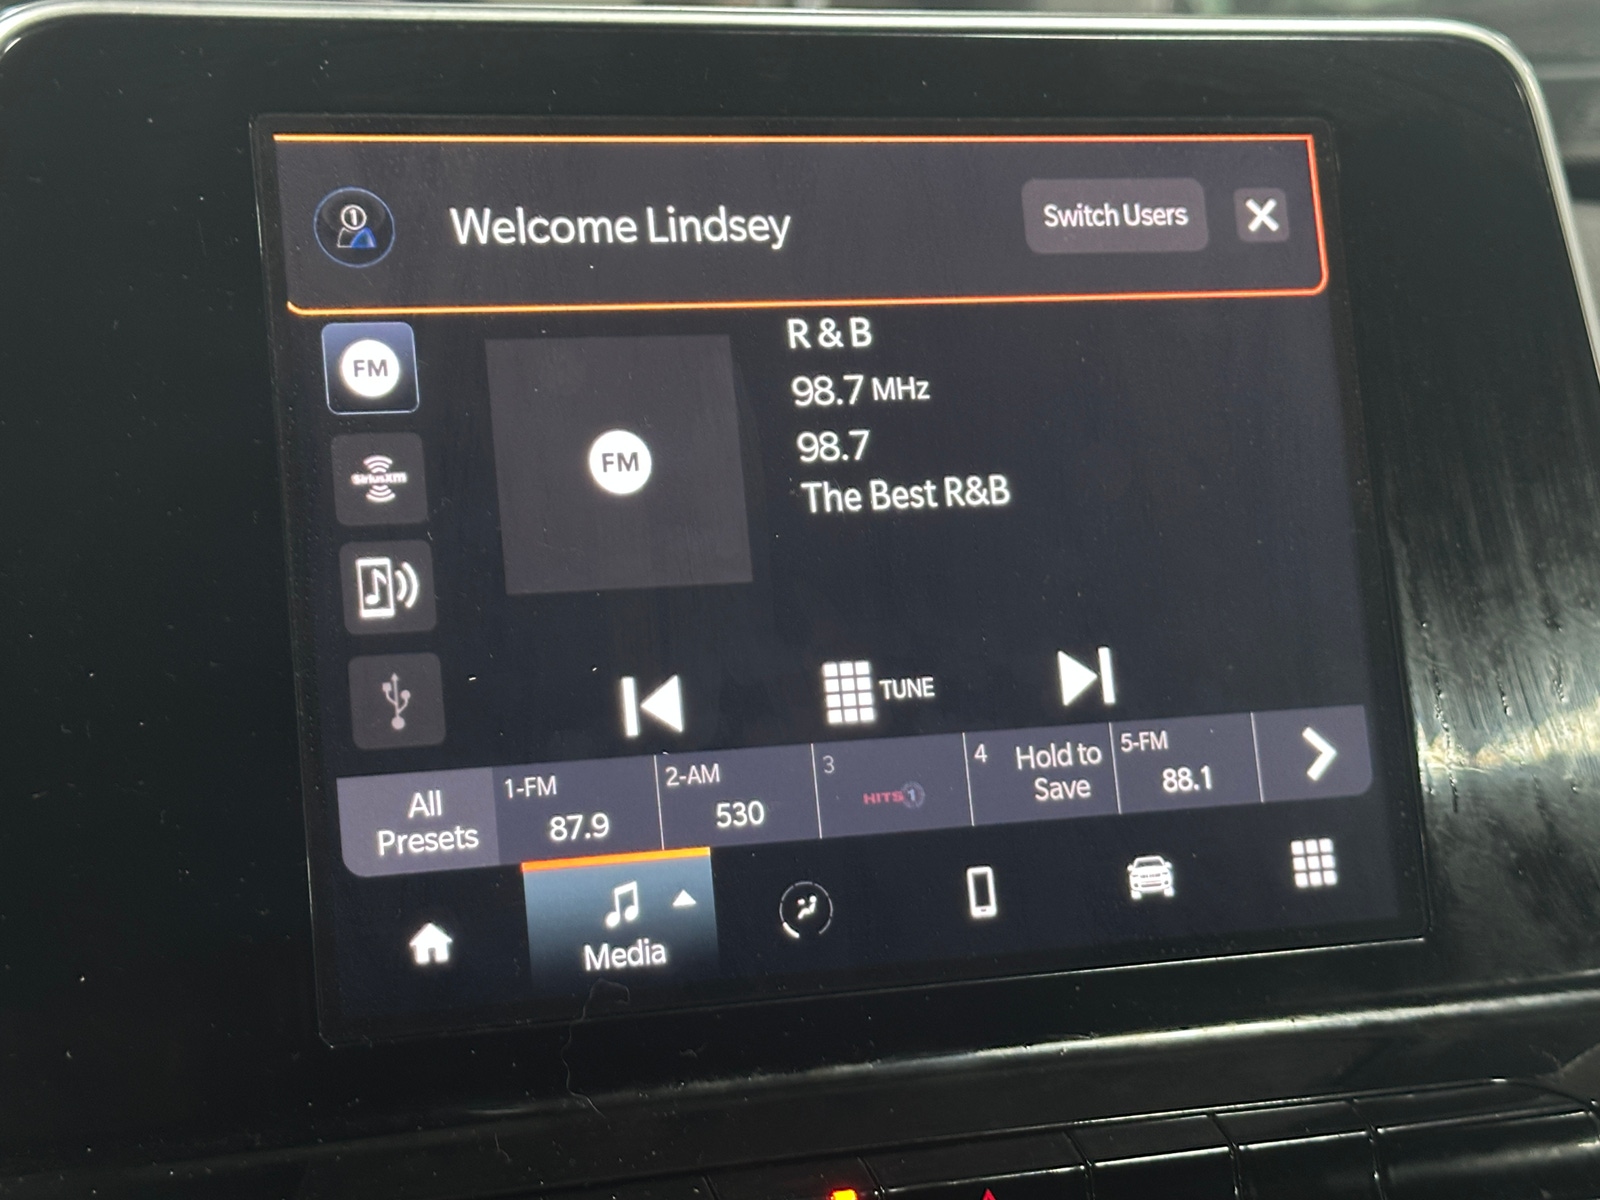 1
Welcome Lindsey
Switch Users
X
FM
R & B
98.7 MHz
98.7
The Best R&B
FM
SiriusXM
TUNE
All
Presets
1-FM
87.9
2-AM
530
3
HITS 1
4
Hold to
Save
5-FM
88.1
Media